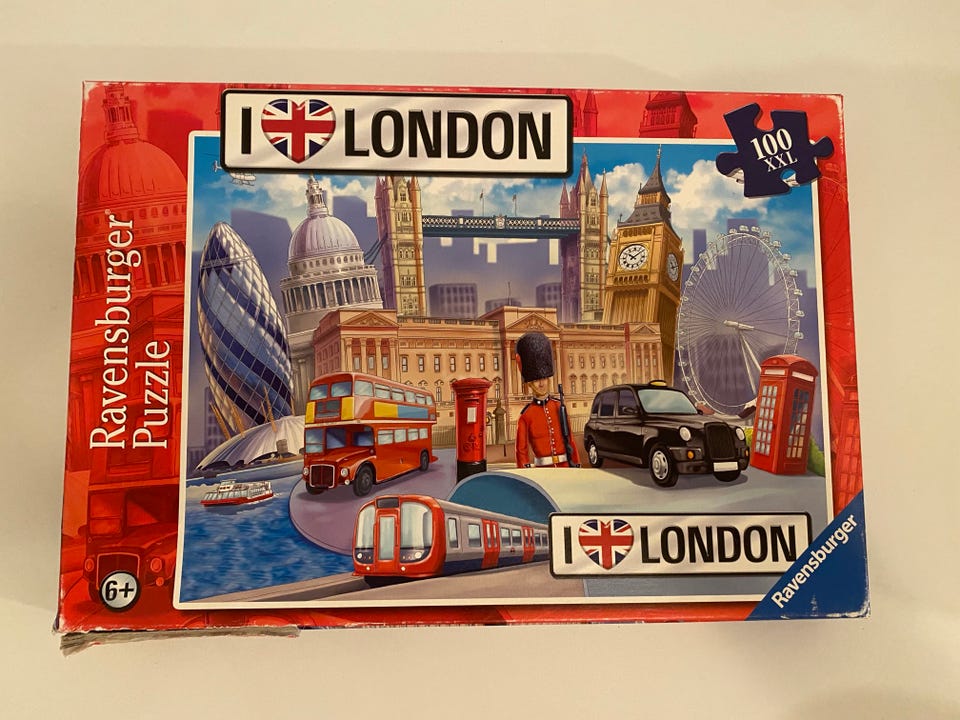 I LONDON
100
XXL
Ravensburger®
Puzzle
I LONDON
Ravensburger
6+